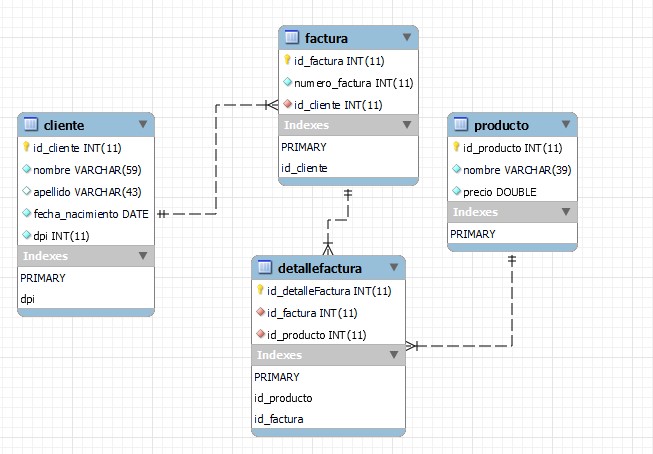 factura
id_factura INT(11)
numero_factura INT(11)
id_cliente INT(11)
Indexes
PRIMARY
id_cliente
cliente
id_cliente INT(11)
nombre VARCHAR(59)
apellido VARCHAR(43)
fecha_nacimiento DATE
dpi INT(11)
Indexes
PRIMARY
dpi
producto
id_producto INT(11)
nombre VARCHAR(39)
precio DOUBLE
Indexes
PRIMARY
detallefactura
id_detalleFactura INT(11)
id_factura INT(11)
id_producto INT(11)
Indexes
PRIMARY
id_producto
id_factura